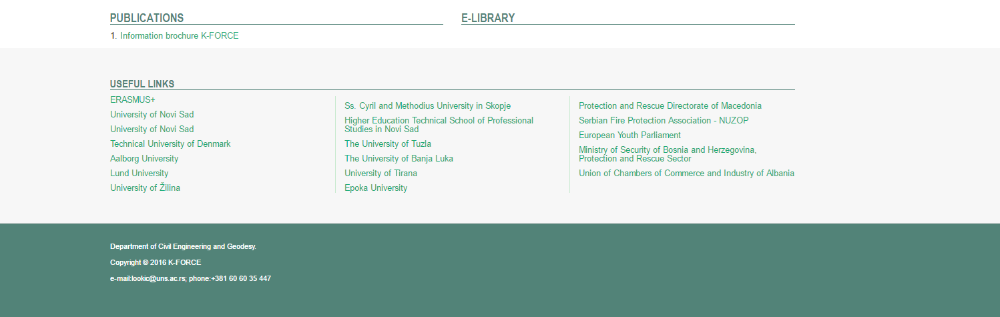 PUBLICATIONS
1. Information brochure K-FORCE
E-LIBRARY
USEFUL LINKS
ERASMUS+
University of Novi Sad
University of Novi Sad
Technical University of Denmark
Aalborg University
Lund University
University of Žilina
Ss. Cyril and Methodius University in Skopje
Higher Education Technical School of Professional
Studies in Novi Sad
The University of Tuzla
The University of Banja Luka
University of Tirana
Epoka University
Protection and Rescue Directorate of Macedonia
Serbian Fire Protection Association - NUZOP
European Youth Parliament
Ministry of Security of Bosnia and Herzegovina,
Protection and Rescue Sector
Union of Chambers of Commerce and Industry of Albania
Department of Civil Engineering and Geodesy.
Copyright © 2016 K-FORCE
e-mail:lookic@uns.ac.rs; phone:+381 60 60 35 447